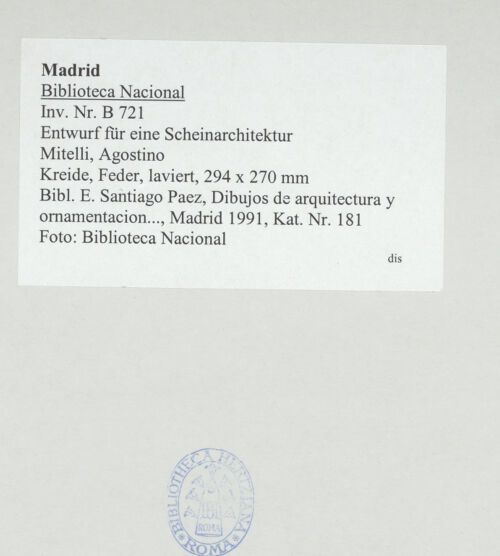 Madrid
Biblioteca Nacional
Inv. Nr. B 721
Entwurf für eine Scheinarchitektur
Mitelli, Agostino
Kreide, Feder, laviert, 294 x 270 mm
Bibl. E. Santiago Paez, Dibujos de arquitectura y
ornamentacion..., Madrid 1991, Kat. Nr. 181
Foto: Biblioteca Nacional
dis
BIBLIOTHECA HERTZIANA
ROMA
ROMA